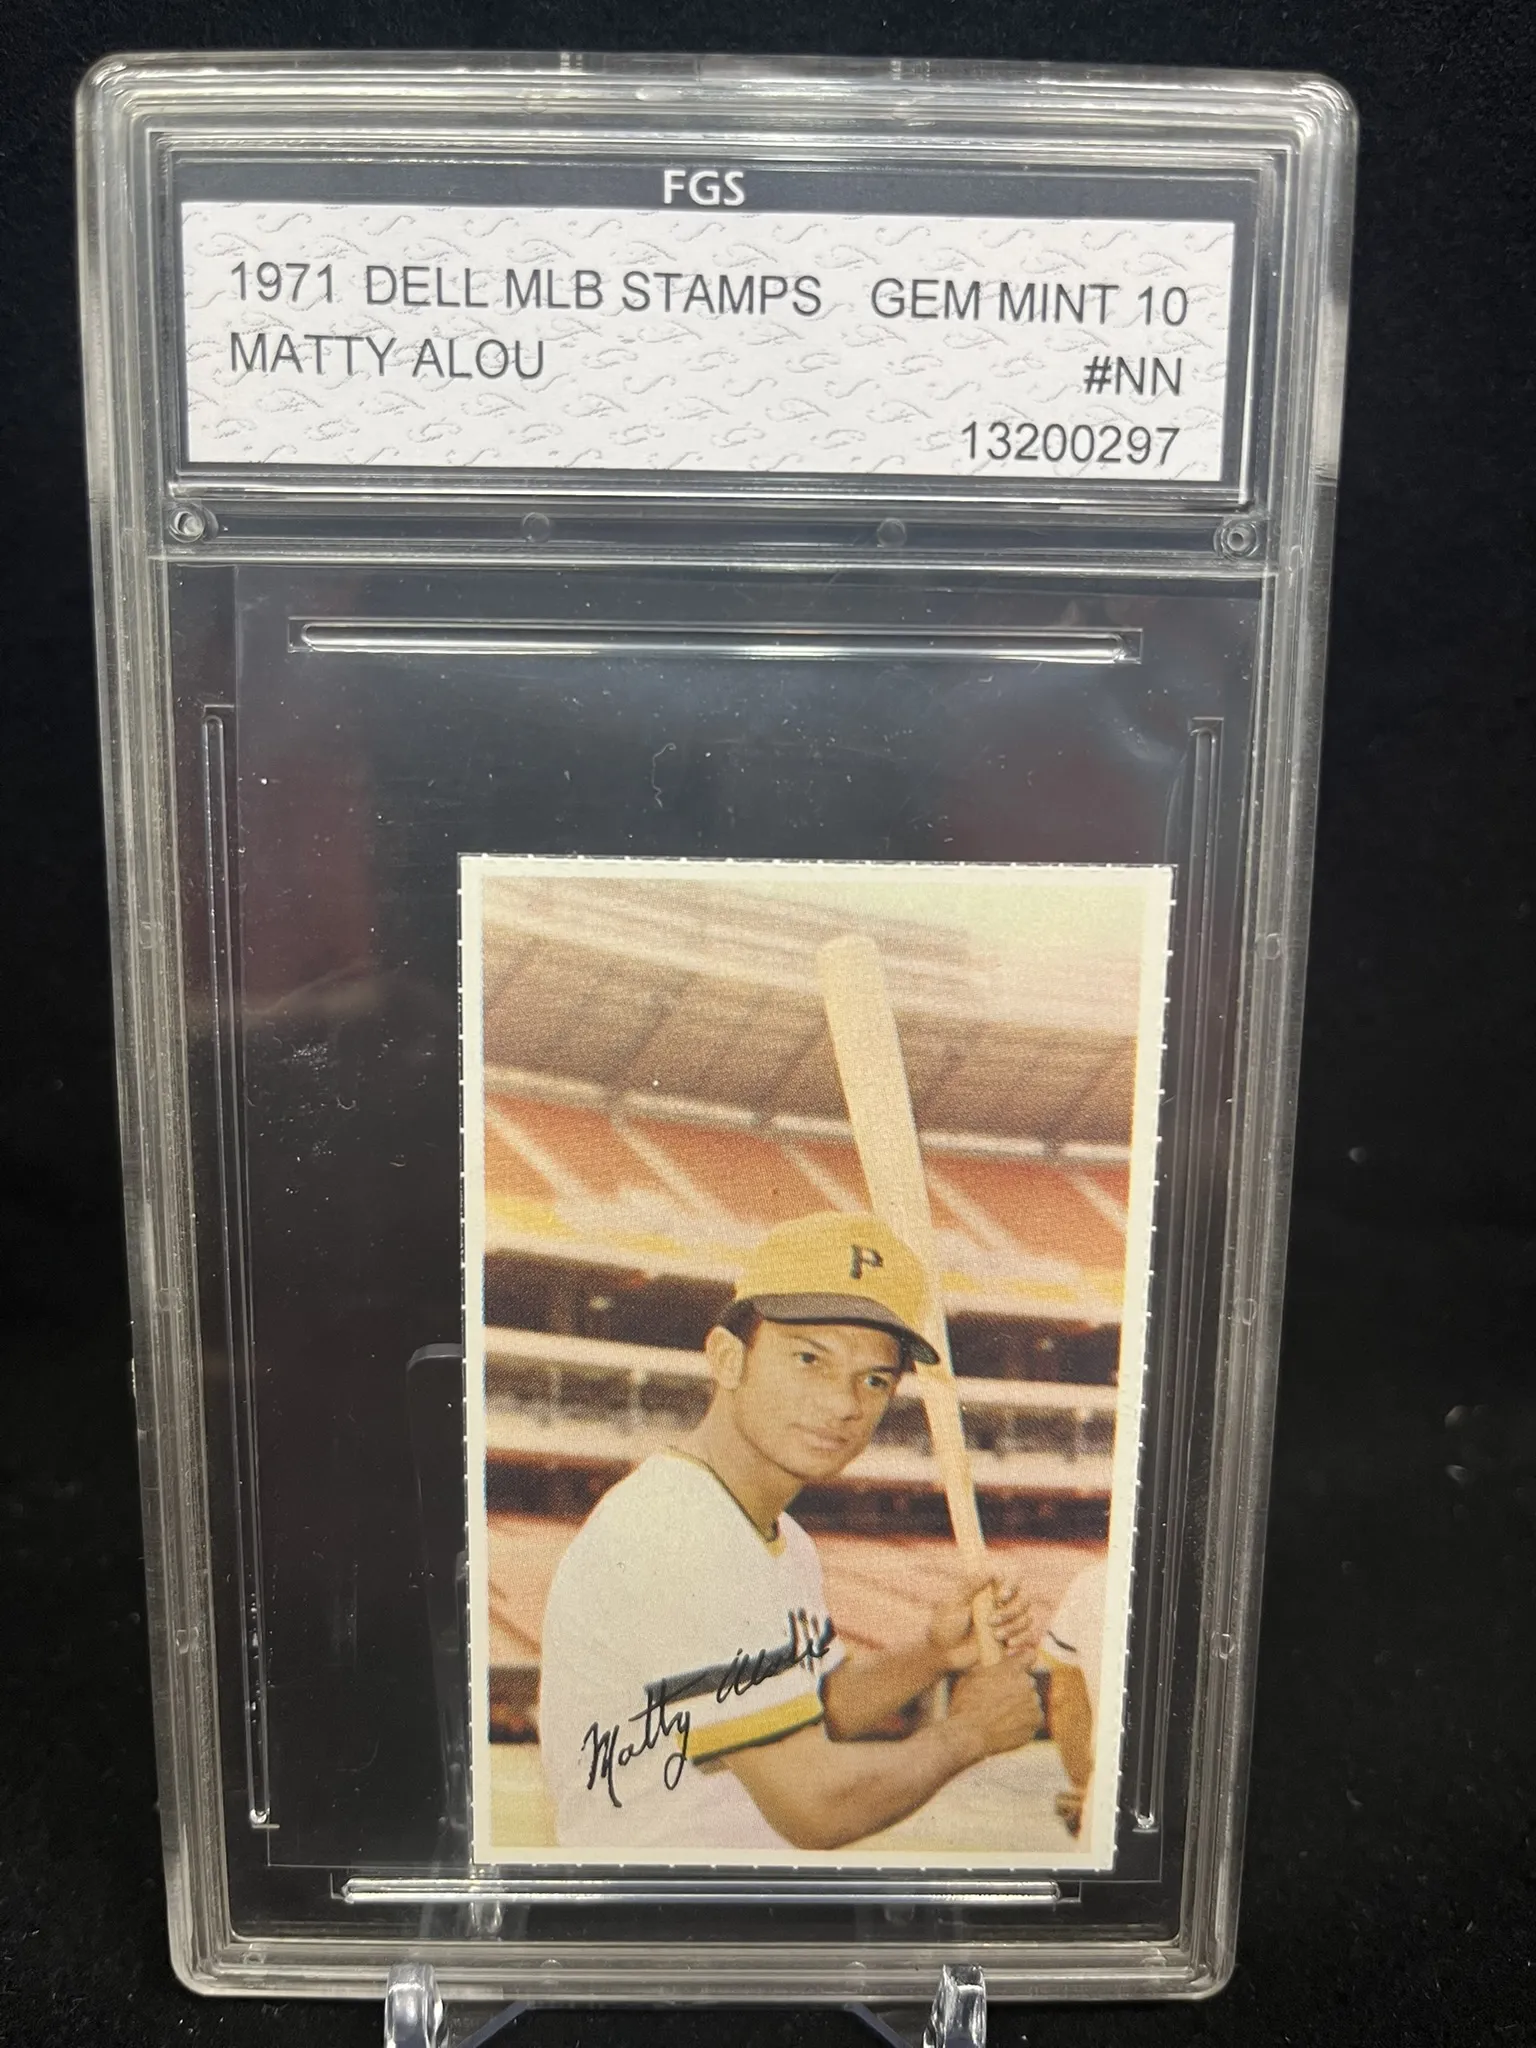 FGS
1971 DELL MLB STAMPS GEM MINT 10
MATTY ALOU #NN
13200297
P
Matty Alou